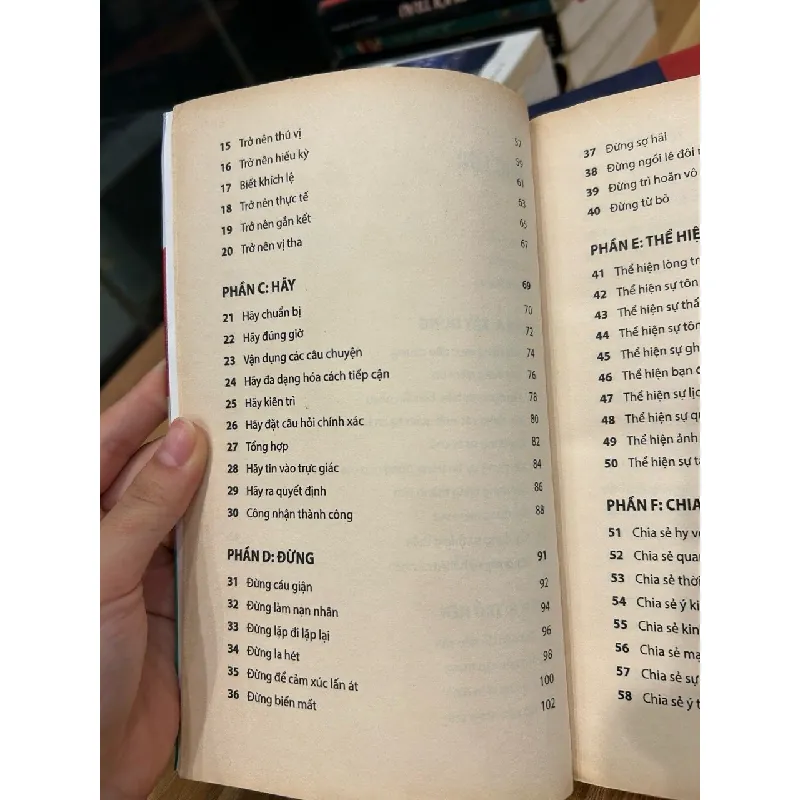 15 Trở nên thú vị 57
16 Trở nên hiếu kỳ 59
17 Biết khích lệ 61
18 Trở nên thực tế 63
19 Trở nên gắn kết 65
20 Trở nên vị tha 67
PHẦN C: HÃY 69
21 Hãy chuẩn bị 70
22 Hãy đúng giờ 72
23 Vận dụng các câu chuyện 74
24 Hãy đa dạng hóa cách tiếp cận 76
25 Hãy kiên trì 78
26 Hãy đặt câu hỏi chính xác 80
27 Tổng hợp 82
28 Hãy tin vào trực giác 84
29 Hãy ra quyết định 86
30 Công nhận thành công 88
PHẦN D: ĐỪNG 91
31 Đừng cáu giận 92
32 Đừng làm nạn nhân 94
33 Đừng lặp đi lặp lại 96
34 Đừng la hét 98
35 Đừng để cảm xúc lấn át 100
36 Đừng biến mất 102
37 Đừng sợ hãi
38 Đừng ngồi lê đôi
39 Đừng trì hoãn vô
40 Đừng từ bỏ
PHẦN E: THỂ HIỆ
41 Thể hiện lòng tr
42 Thể hiện sự tôn
43 Thể hiện sự thấ
44 Thể hiện sự tôn
45 Thể hiện sự gh
46 Thể hiện bạn
47 Thể hiện sự lịc
48 Thể hiện sự qu
49 Thể hiện ảnh
50 Thể hiện sự tá
PHẦN F: CHIA
51 Chia sẻ hy v
52 Chia sẻ quan
53 Chia sẻ thời
54 Chia sẻ ý ki
55 Chia sẻ kin
56 Chia sẻ mạ
57 Chia sẻ sự
58 Chia sẻ ý t